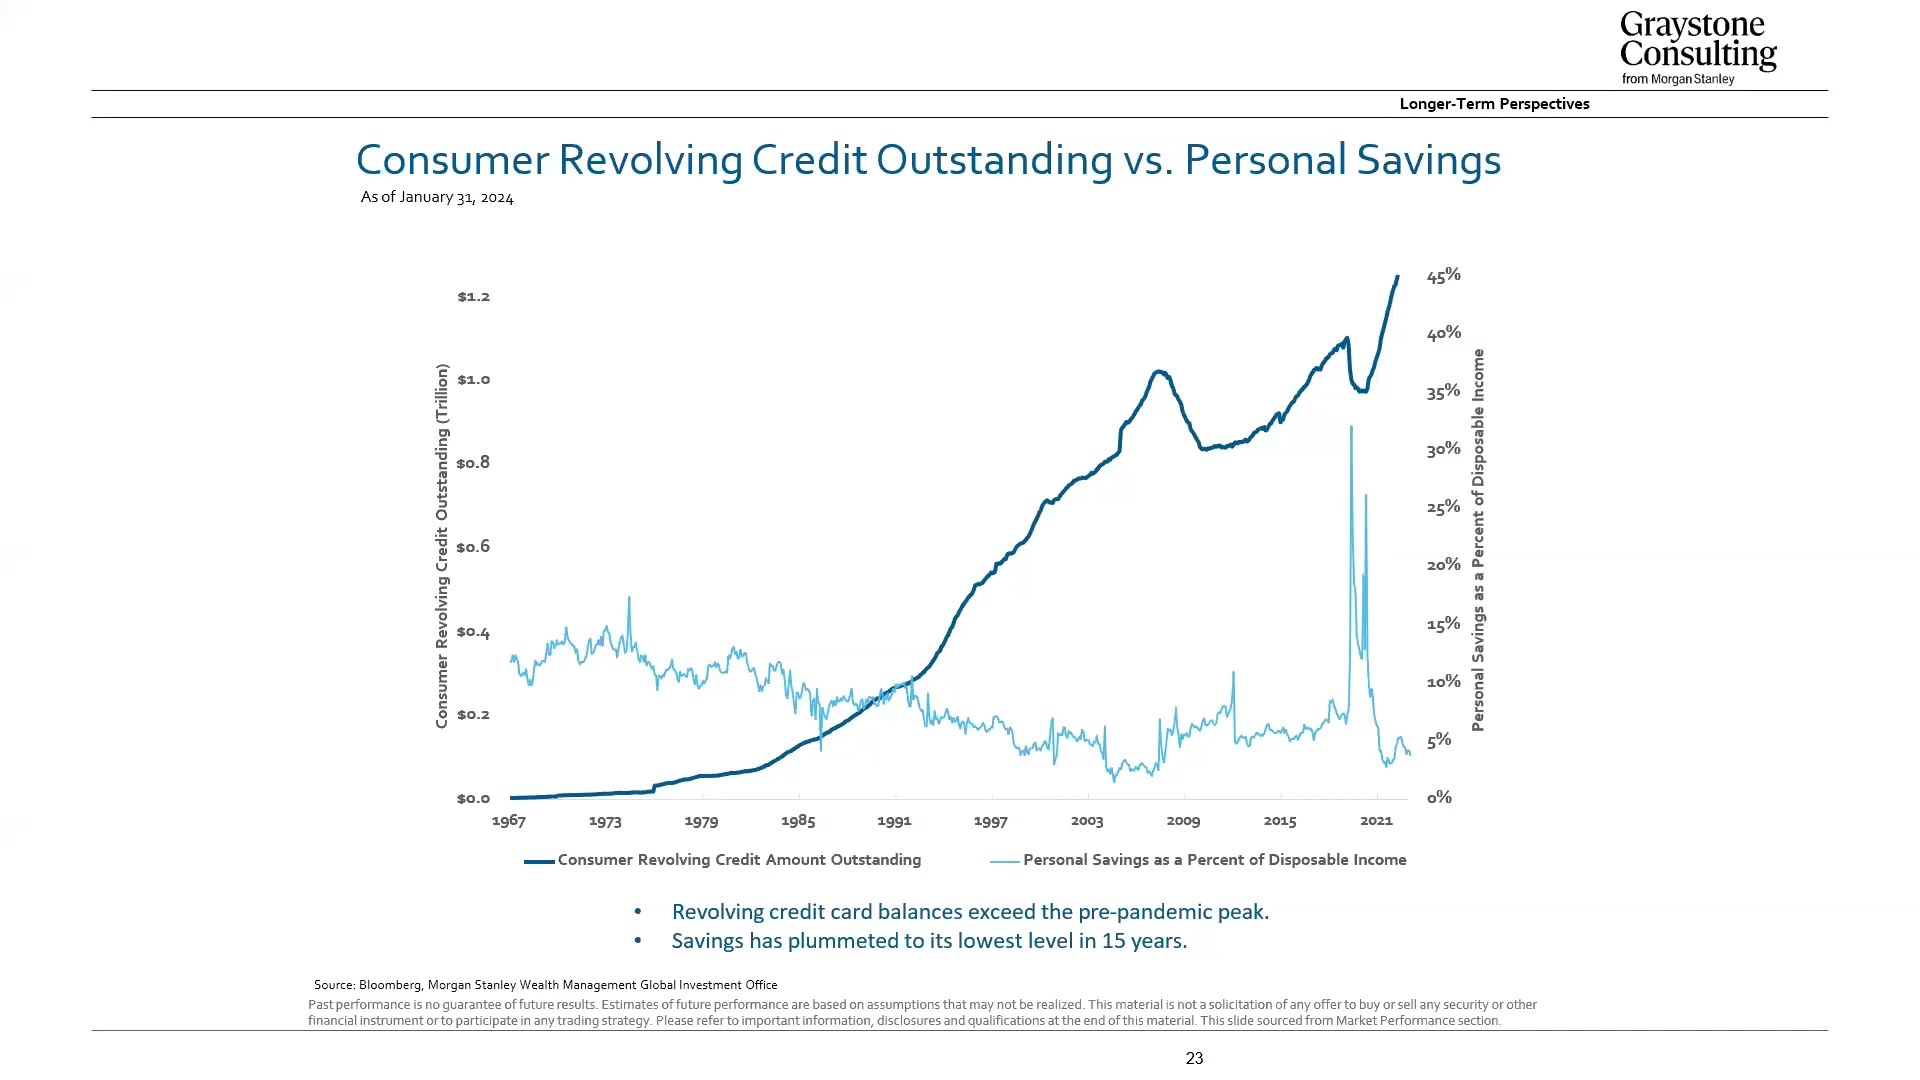 Graystone
Consulting
from Morgan Stanley
Longer-Term Perspectives
Consumer Revolving Credit Outstanding vs. Personal Savings
As of January 31, 2024
Consumer Revolving Credit Outstanding (Trillion)
$1.2
$1.0
$0.8
$0.6
$0.4
$0.2
$0.0
45%
40%
35%
30%
25%
20%
15%
10%
5%
0%
Personal Savings as a Percent of Disposable Income
1967 1973 1979 1985 1991 1997 2003 2009 2015 2021
Consumer Revolving Credit Amount Outstanding
Personal Savings as a Percent of Disposable Income
• Revolving credit card balances exceed the pre-pandemic peak.
• Savings has plummeted to its lowest level in 15 years.
Source: Bloomberg, Morgan Stanley Wealth Management Global Investment Office
Past performance is no guarantee of future results. Estimates of future performance are based on assumptions that may not be realized. This material is not a solicitation of any offer to buy or sell any security or other
financial instrument or to participate in any trading strategy. Please refer to important information, disclosures and qualifications at the end of this material. This slide sourced from Market Performance section.
23